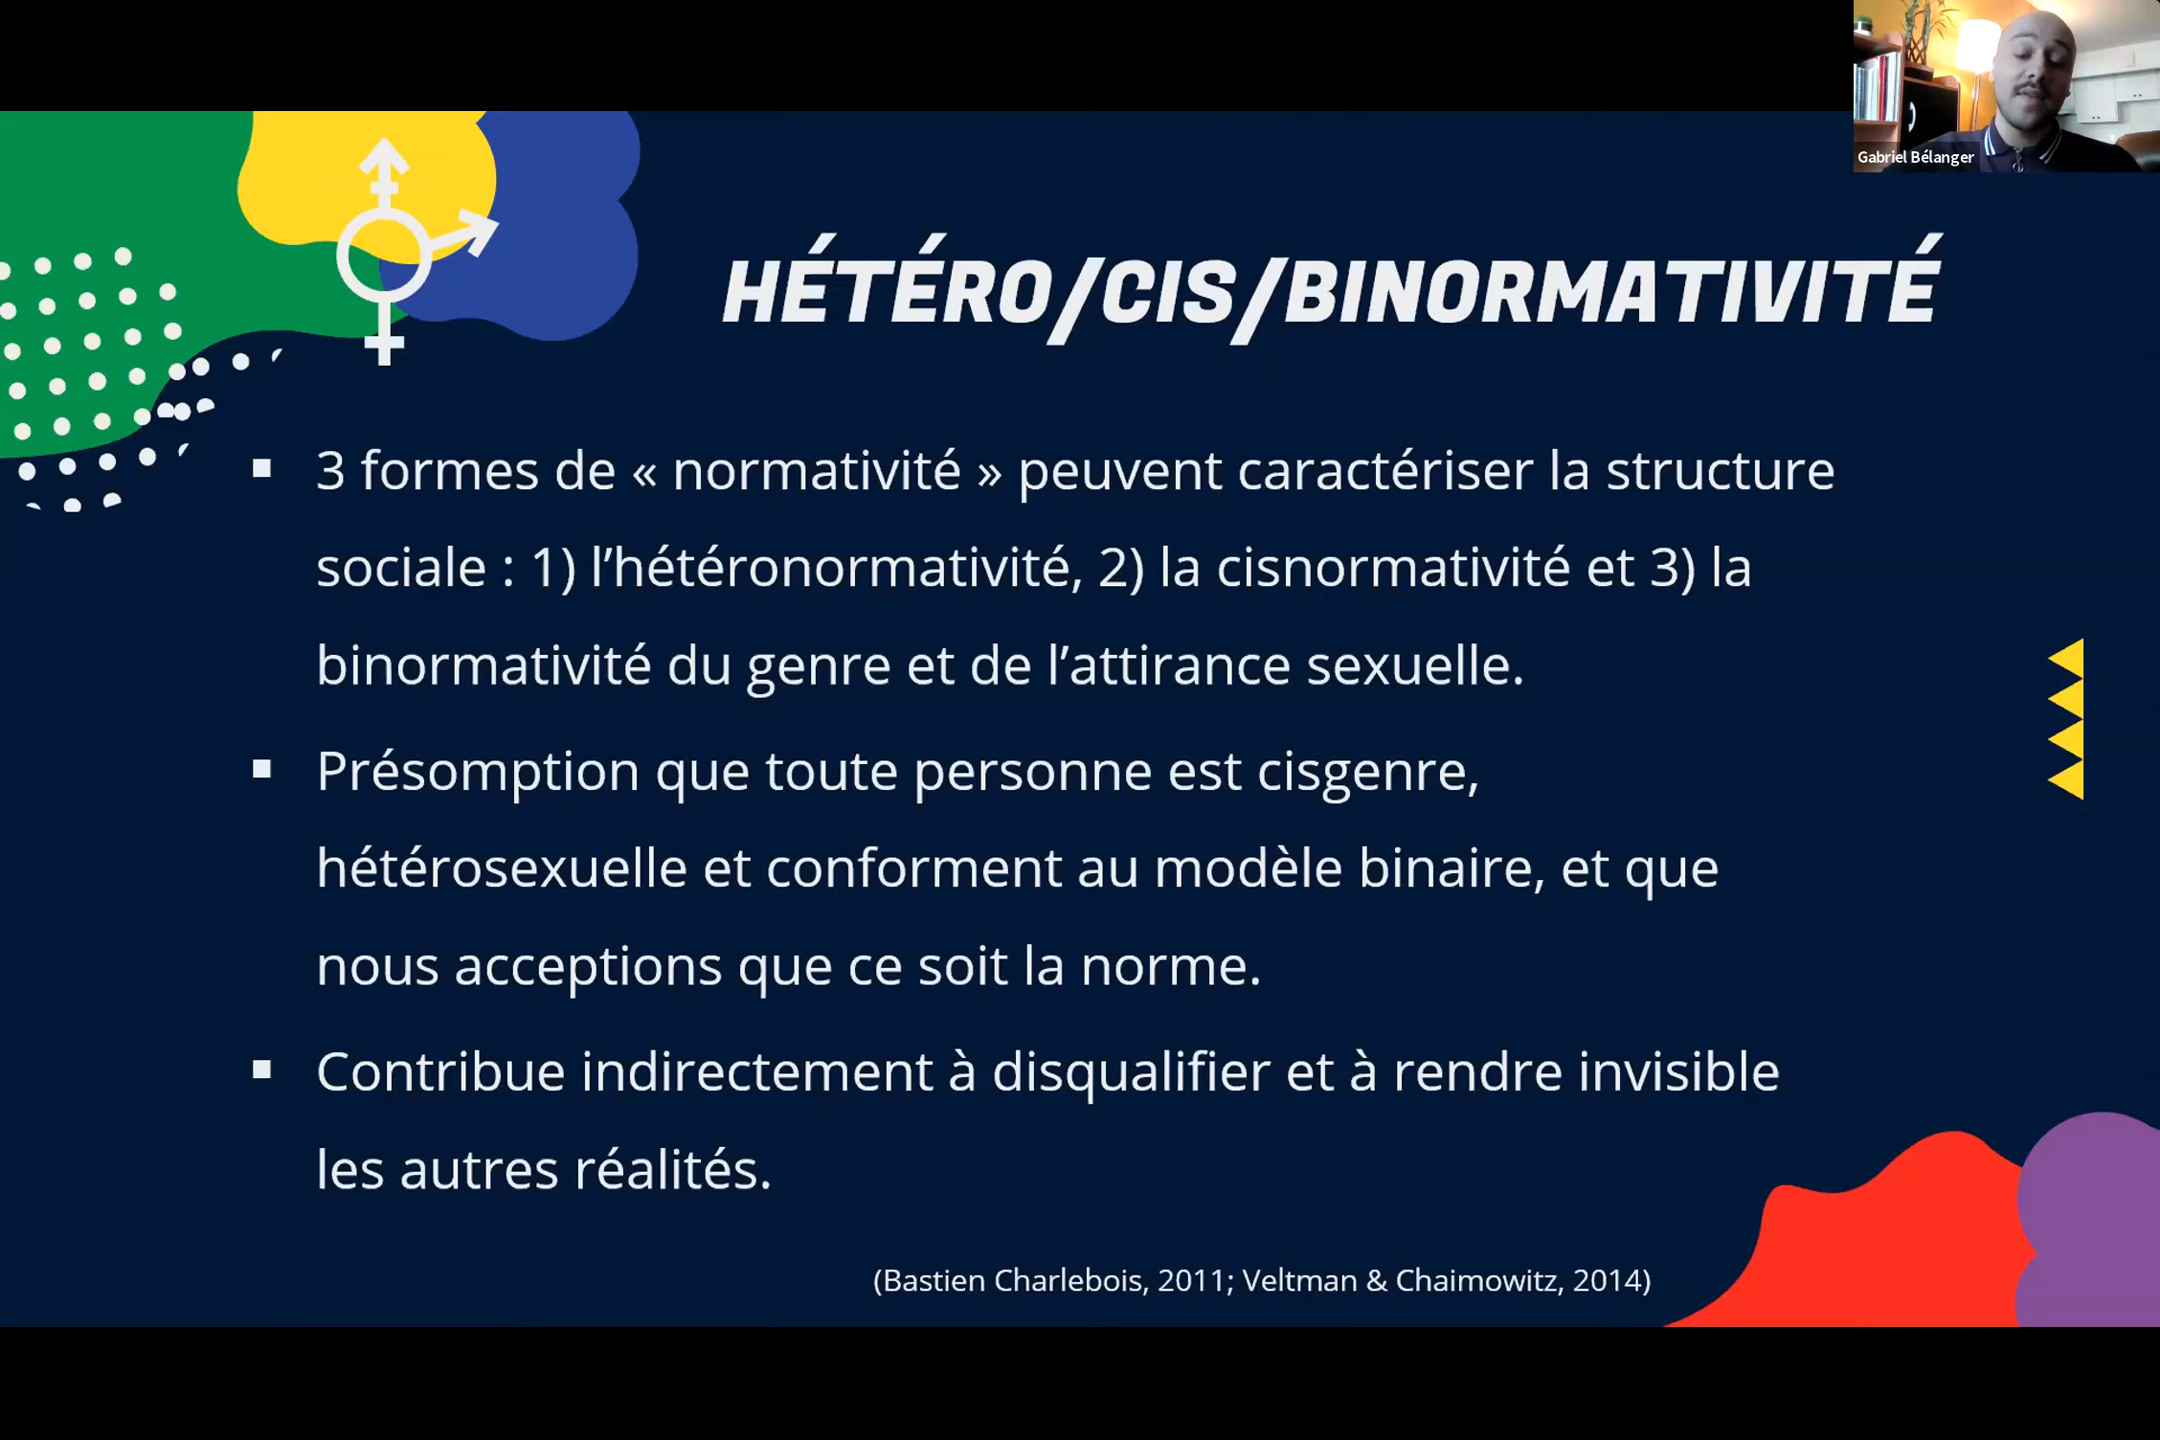 Gabriel Bélanger
HÉTÉRO/CIS/BINORMATIVITÉ
▪ 3 formes de « normativité » peuvent caractériser la structure
sociale : 1) l’hétéronormativité, 2) la cisnormativité et 3) la
binormativité du genre et de l’attirance sexuelle.
▪ Présomption que toute personne est cisgenre,
hétérosexuelle et conforment au modèle binaire, et que
nous acceptions que ce soit la norme.
▪ Contribue indirectement à disqualifier et à rendre invisible
les autres réalités.
(Bastien Charlebois, 2011; Veltman & Chaimowitz, 2014)